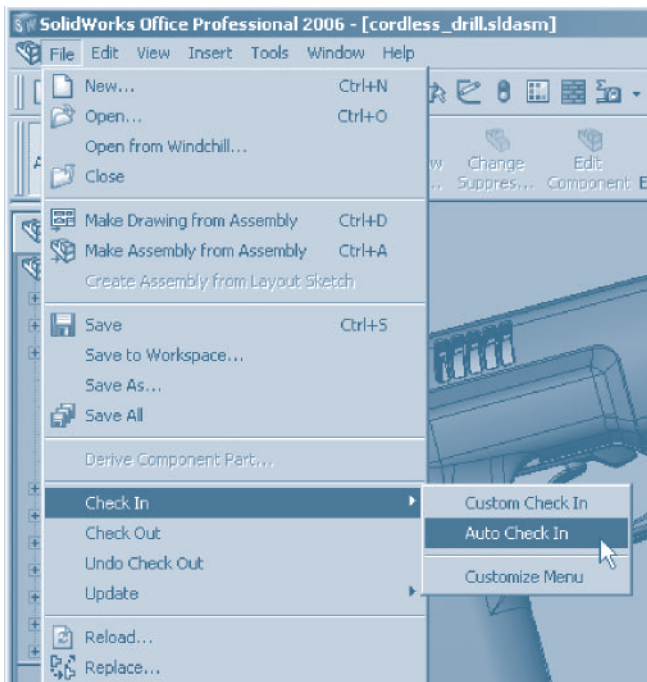 SolidWorks Office Professional 2006 - [cordless_drill.sldasm]
File Edit View Insert Tools Window Help
New... Ctrl+N
Open... Ctrl+O
Open from Windchill...
Close
Change Suppres...
Edit Component
Make Drawing from Assembly Ctrl+D
Make Assembly from Assembly Ctrl+A
Create Assembly from Layout Sketch
Save Ctrl+S
Save to Workspace...
Save As...
Save All
Derive Component Part...
Check In
Check Out
Undo Check Out
Update
Reload...
Replace...
Custom Check In
Auto Check In
Customize Menu